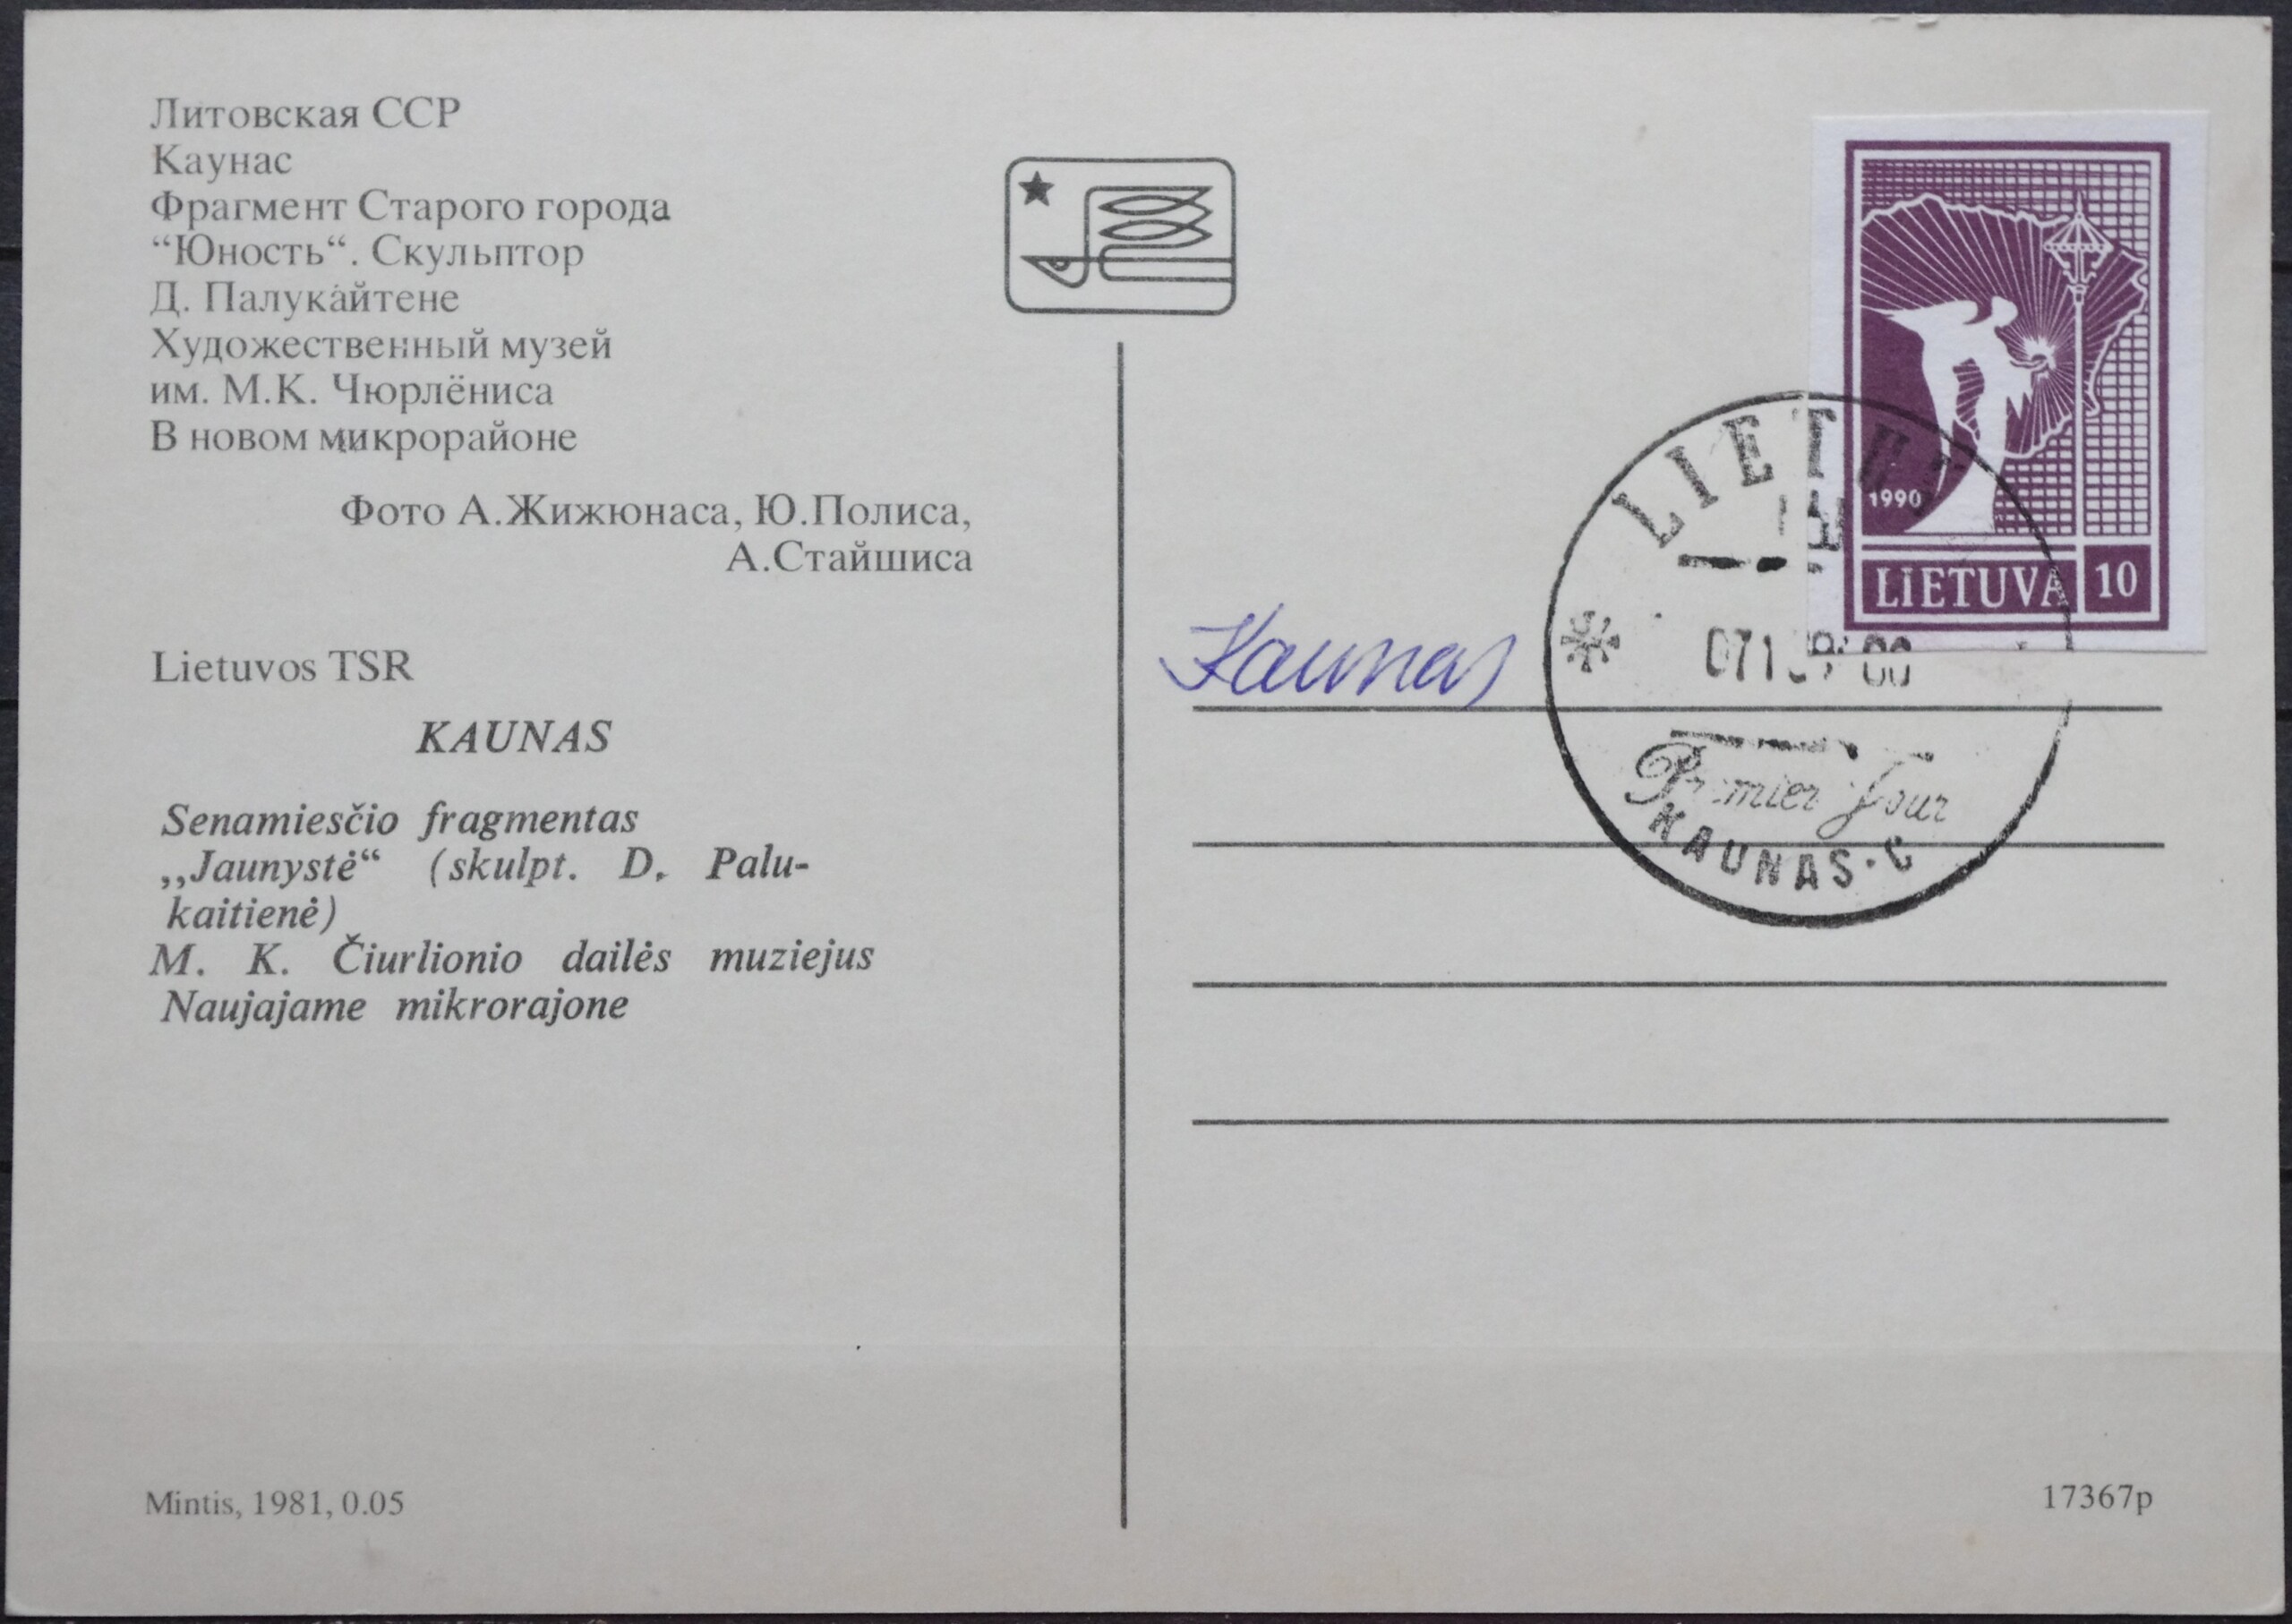 Литовская ССР
Каунас
Фрагмент Старого города
“Юность“. Скульптор
Д. Палукайтене
Художественный музей
им. М.К. Чюрлёниса
В новом микрорайоне
Фото А.Жижюнаса, Ю.Полиса,
А.Стайшиса
Lietuvos TSR
KAUNAS
Senamiesčio fragmentas
„Jaunystė“ (skulpt. D. Palu-
kaitienė)
M. K. Čiurlionio dailės muziejus
Naujajame mikrorajone
Mintis, 1981, 0.05
1990
LIETUVA 10
Kaunas
Premier Jour
KAUNAS·C
17367р